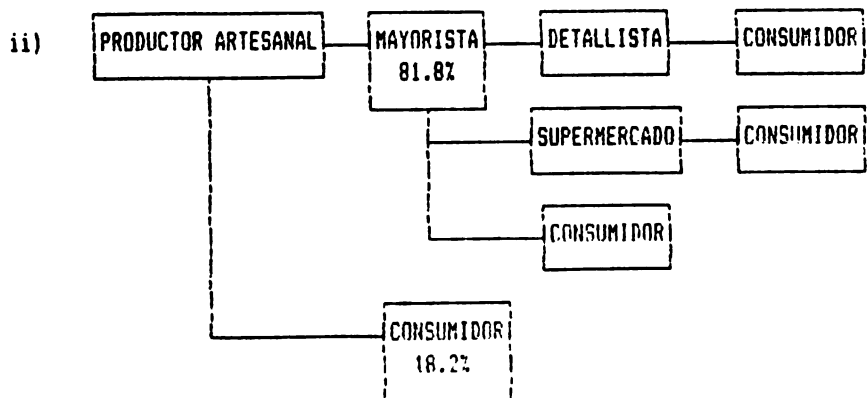 ii) PRODUCTOR ARTESANAL MAYORISTA DETALLISTA CONSUMIDOR
81.8%
SUPERMERCADO CONSUMIDOR
CONSUMIDOR
CONSUMIDOR
18.2%